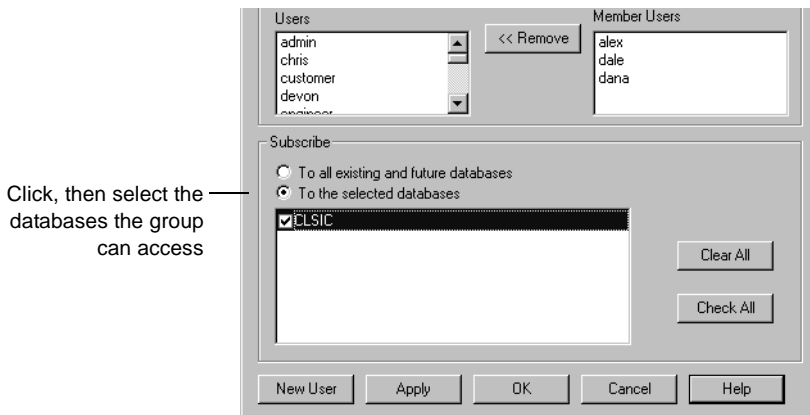 Users
Member Users
admin
chris
customer
devon
engineer
<< Remove
alex
dale
dana
Subscribe
To all existing and future databases
To the selected databases
Click, then select the
databases the group
can access
CLSIC
Clear All
Check All
New User
Apply
OK
Cancel
Help